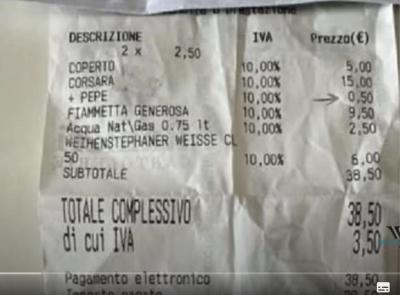 DESCRIZIONE IVA Prezzo(€)
2 x 2,50
COPERTO 10,00% 5,00
CORSARA 10,00% 15,00
+ PEPE 10,00% 0,50
FIAMMETTA GENEROSA 10,00% 9,50
Acqua Nat\Gas 0.75 lt 10,00% 2,50
WEIHENSTEPHANER WEISSE CL
50 10,00% 6,00
SUBTOTALE 38,50
TOTALE COMPLESSIVO 38,50
di cui IVA 3,50
Pagamento elettronico 38,50